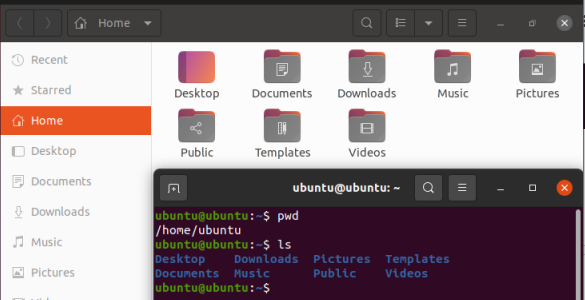 Home
Recent
Starred
Home
Desktop
Documents
Downloads
Music
Pictures
Desktop Documents Downloads Music Pictures
Public Templates Videos
ubuntu@ubuntu: ~
ubuntu@ubuntu:~$ pwd
/home/ubuntu
ubuntu@ubuntu:~$ ls
Desktop Downloads Pictures Templates
Documents Music Public Videos
ubuntu@ubuntu:~$